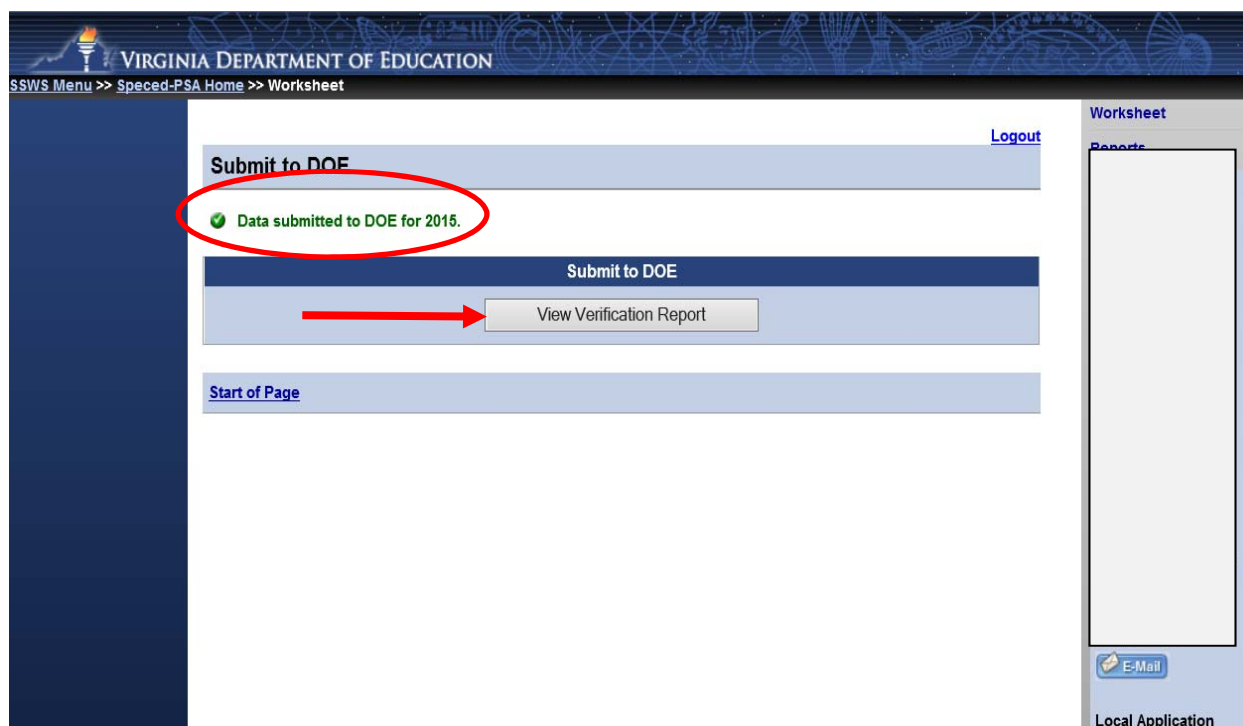 VIRGINIA DEPARTMENT OF EDUCATION
SSWS Menu >> Speced-PSA Home >> Worksheet
Worksheet
Logout
Reports
Submit to DOE
Data submitted to DOE for 2015.
Submit to DOE
View Verification Report
Start of Page
E-Mail
Local Application